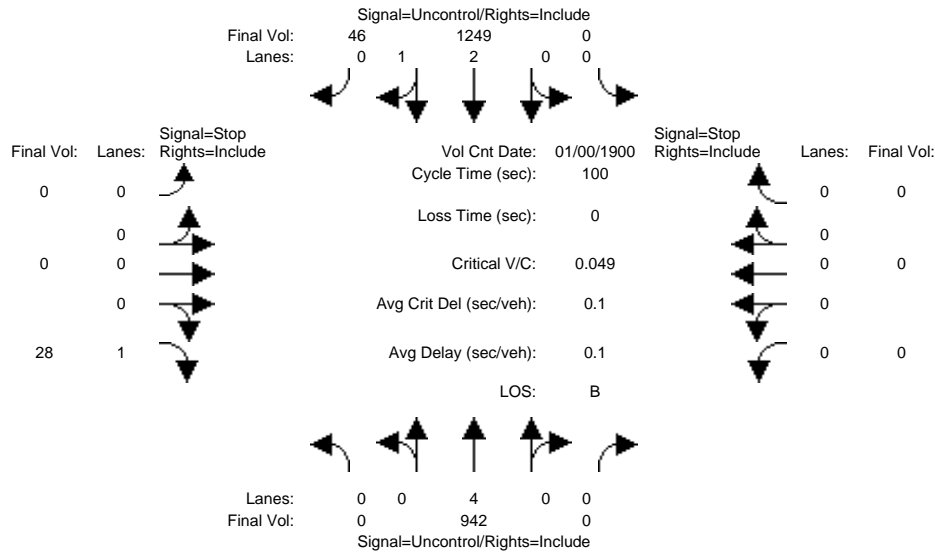 Signal=Uncontrol/Rights=Include
Final Vol: 46 1249 0
Lanes: 0 1 2 0 0
Signal=Stop Signal=Stop
Final Vol: Lanes: Rights=Include Vol Cnt Date: 01/00/1900 Rights=Include Lanes: Final Vol:
Cycle Time (sec): 100
0 0 0 0
Loss Time (sec): 0
0 0
0 0 Critical V/C: 0.049 0 0
0 Avg Crit Del (sec/veh): 0.1 0
28 1 Avg Delay (sec/veh): 0.1 0 0
LOS: B
Lanes: 0 0 4 0 0
Final Vol: 0 942 0
Signal=Uncontrol/Rights=Include